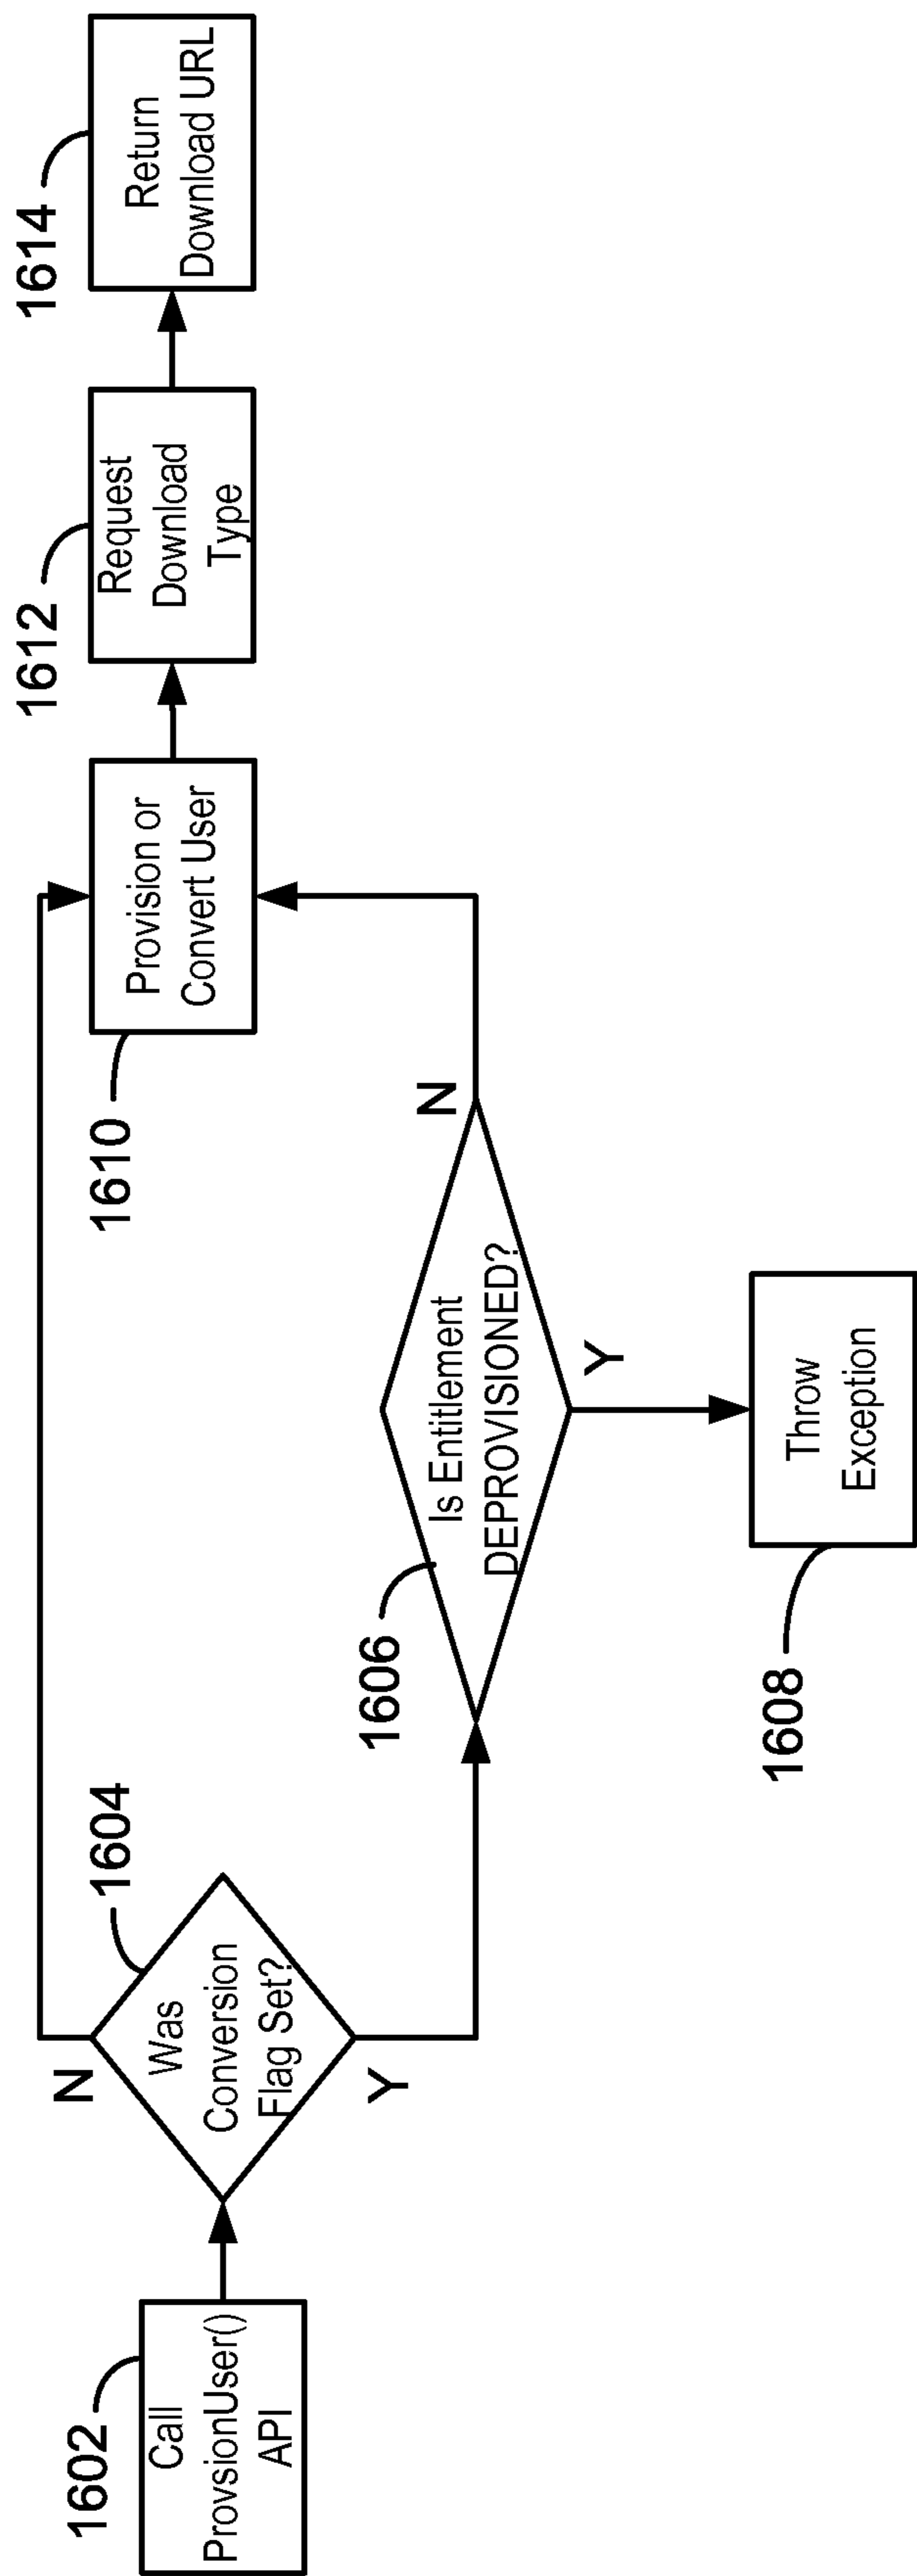 1602
Call
ProvsionUser()
API
1604
Was
Conversion
Flag Set?
N
Y
1606
Is Entitlement
DEPROVISIONED?
N
Y
1608
Throw
Exception
1610
Provision or
Convert User
1612
Request
Download
Type
1614
Return
Download URL